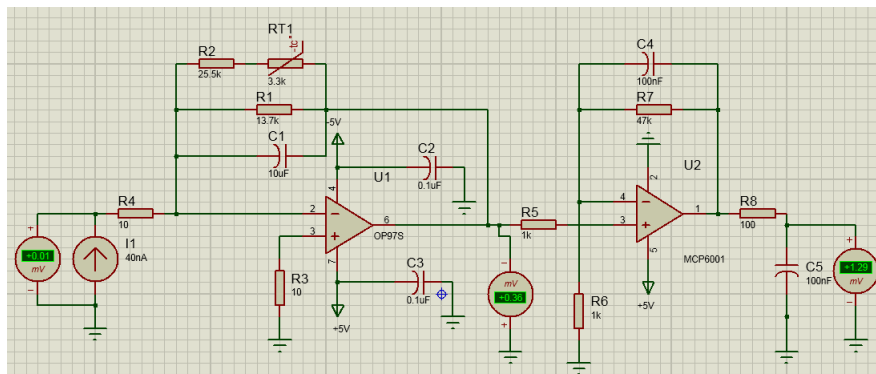 RT1
-tc°
R2
25.5k
3.3k
R1
13.7k
C1
10uF
-5V
C2
0.1uF
U1
4
2
3
6
7
OP97S
R4
10
+
+0.01
mV
−
I1
40nA
R3
10
C3
0.1uF
+5V
R5
1k
−
mV
+0.36
+
C4
100nF
R7
47k
U2
2
4
3
1
5
MCP6001
R6
1k
+5V
R8
100
C5
100nF
+
+1.29
mV
−